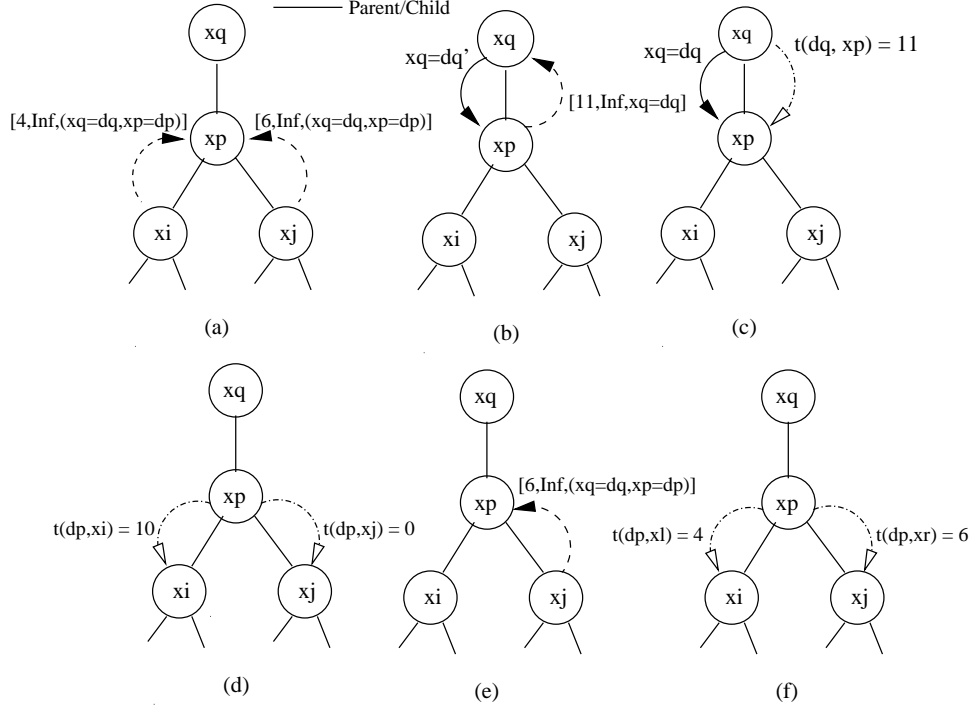 Parent/Child
xq
[4,Inf,(xq=dq,xp=dp)]
[6,Inf,(xq=dq,xp=dp)]
xp
xi
xj
(a)
xq
xq=dq'
[11,Inf,xq=dq]
xp
xi
xj
(b)
xq
xq=dq
t(dq, xp) = 11
xp
xi
xj
(c)
xq
xp
t(dp,xi) = 10
t(dp,xj) = 0
xi
xj
(d)
xq
[6,Inf,(xq=dq,xp=dp)]
xp
xi
xj
(e)
xq
xp
t(dp,xl) = 4
t(dp,xr) = 6
xi
xj
(f)